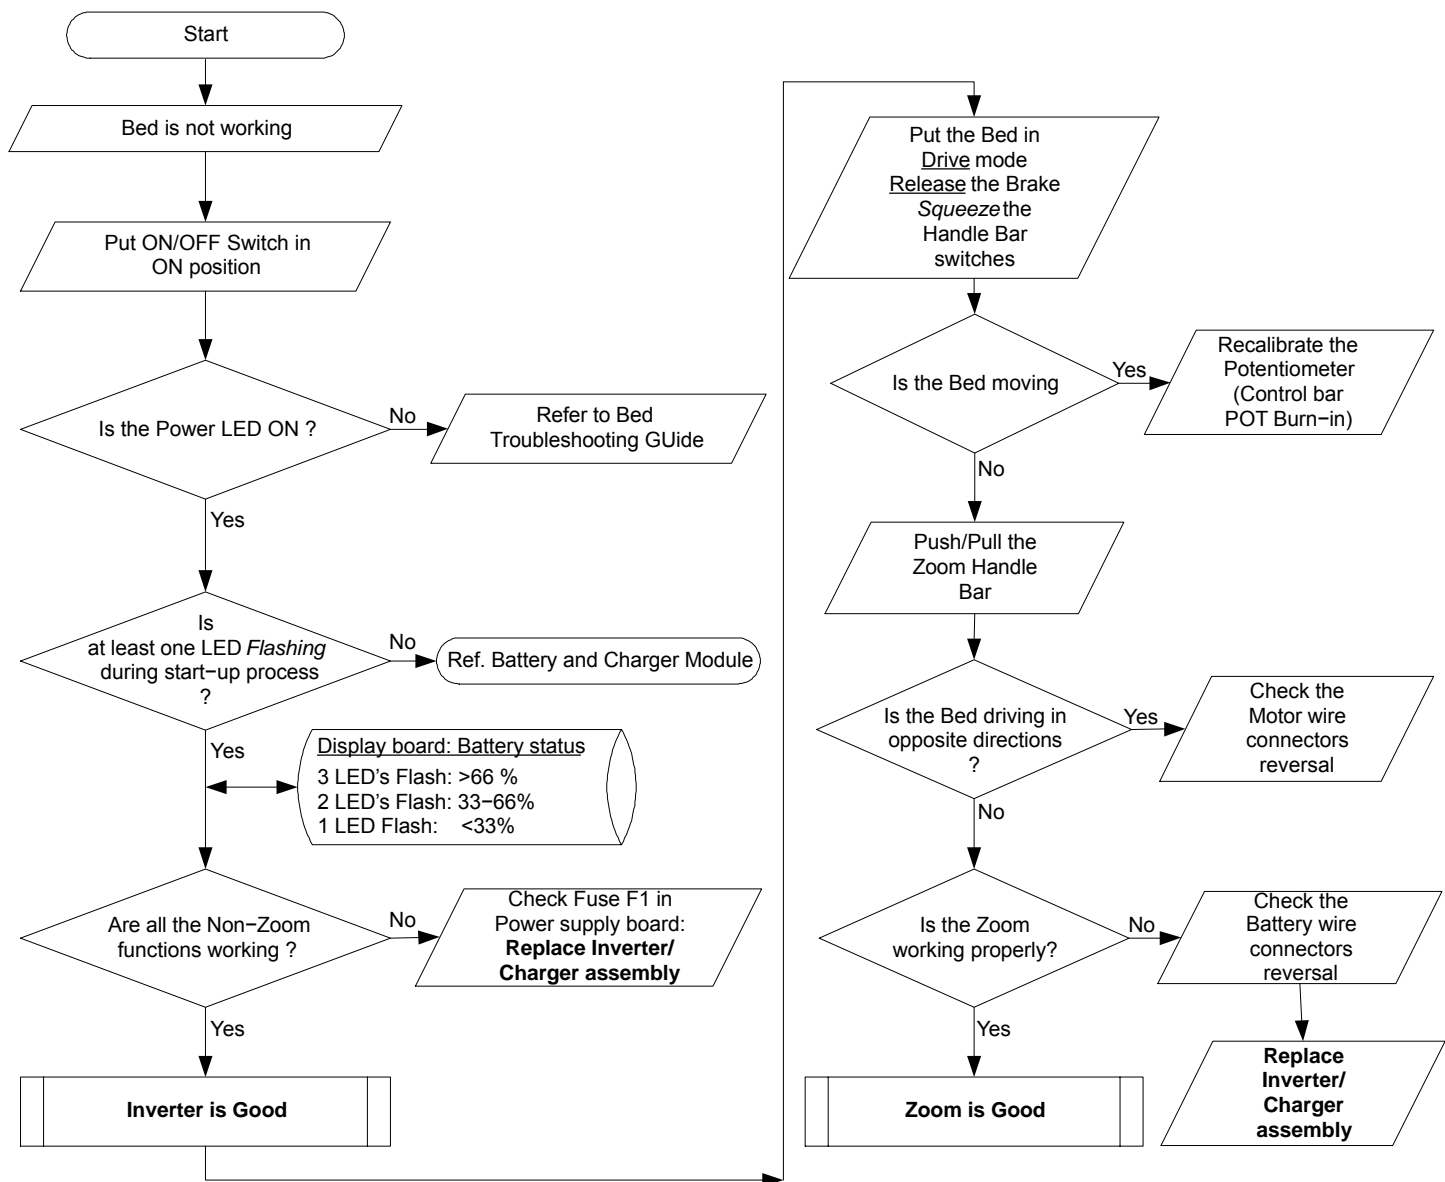 Start
Bed is not working
Put ON/OFF Switch in
ON position
Is the Power LED ON ?
No
Refer to Bed
Troubleshooting GUide
Yes
Is
at least one LED Flashing
during start-up process
?
No
Ref. Battery and Charger Module
Yes
Display board: Battery status
3 LED's Flash: >66 %
2 LED's Flash: 33-66%
1 LED Flash: <33%
Are all the Non-Zoom
functions working ?
No
Check Fuse F1 in
Power supply board:
Replace Inverter/
Charger assembly
Yes
Inverter is Good
Put the Bed in
Drive mode
Release the Brake
Squeeze the
Handle Bar
switches
Is the Bed moving
Yes
Recalibrate the
Potentiometer
(Control bar
POT Burn-in)
No
Push/Pull the
Zoom Handle
Bar
Is the Bed driving in
opposite directions
?
Yes
Check the
Motor wire
connectors
reversal
No
Is the Zoom
working properly?
No
Check the
Battery wire
connectors
reversal
Replace
Inverter/
Charger
assembly
Yes
Zoom is Good